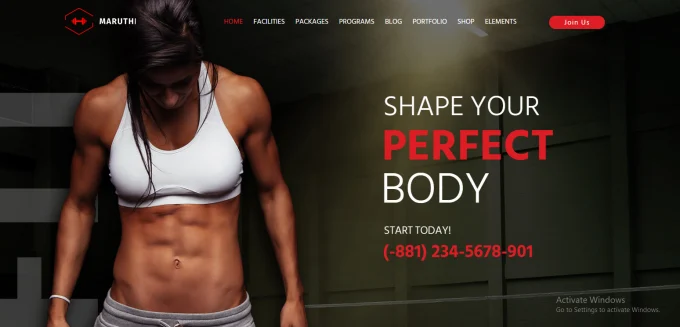 MARUTHI
HOME FACILITIES PACKAGES PROGRAMS BLOG PORTFOLIO SHOP ELEMENTS
Join Us
SHAPE YOUR
PERFECT
BODY
START TODAY!
(-881) 234-5678-901
Activate Windows
Go to Settings to activate Windows.